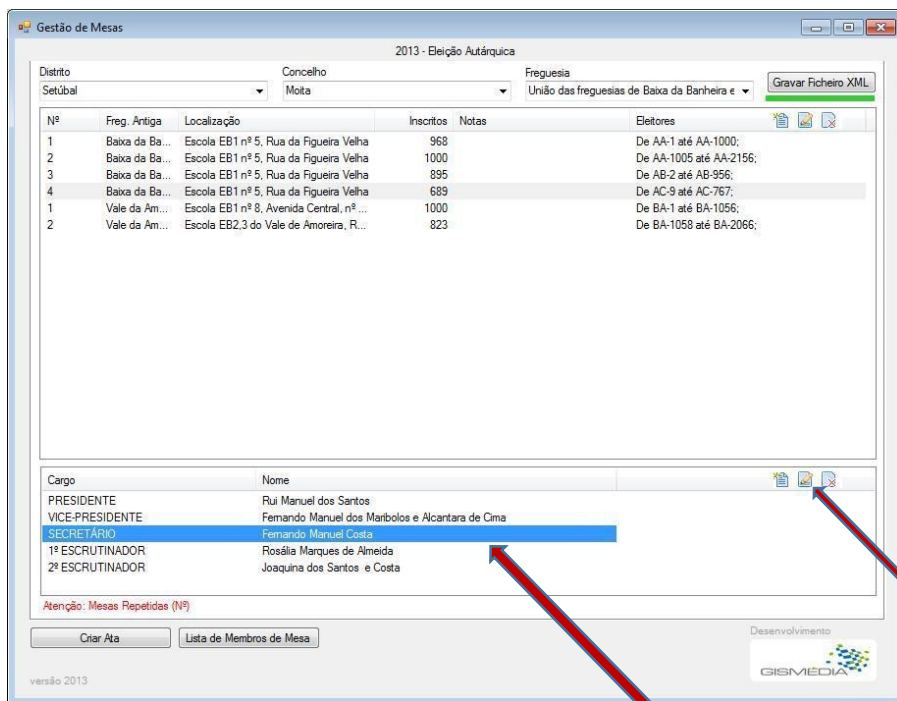 Gestão de Mesas
2013 - Eleição Autárquica
Distrito Concelho Freguesia
Setúbal Moita União das freguesias de Baixa da Banheira e Gravar Ficheiro XML
Nº Freg. Antiga Localização Inscritos Notas Eleitores
1 Baixa da Ba... Escola EB1 nº 5, Rua da Figueira Velha 968 De AA-1 até AA-1000;
2 Baixa da Ba... Escola EB1 nº 5, Rua da Figueira Velha 1000 De AA-1005 até AA-2156;
3 Baixa da Ba... Escola EB1 nº 5, Rua da Figueira Velha 895 De AB-2 até AB-956;
4 Baixa da Ba... Escola EB1 nº 5, Rua da Figueira Velha 689 De AC-9 até AC-767;
1 Vale da Am... Escola EB1 nº 8, Avenida Central, nº ... 1000 De BA-1 até BA-1056;
2 Vale da Am... Escola EB2,3 do Vale de Amoreira, R... 823 De BA-1058 até BA-2066;
Cargo Nome
PRESIDENTE Rui Manuel dos Santos
VICE-PRESIDENTE Fernando Manuel dos Maribolos e Alcantara de Cima
SECRETÁRIO Fernando Manuel Costa
1º ESCRUTINADOR Rosália Marques de Almeida
2º ESCRUTINADOR Joaquina dos Santos e Costa
Atenção: Mesas Repetidas (Nº)
Criar Ata Lista de Membros de Mesa
Desenvolvimento
GISMÉDIA
versão 2013